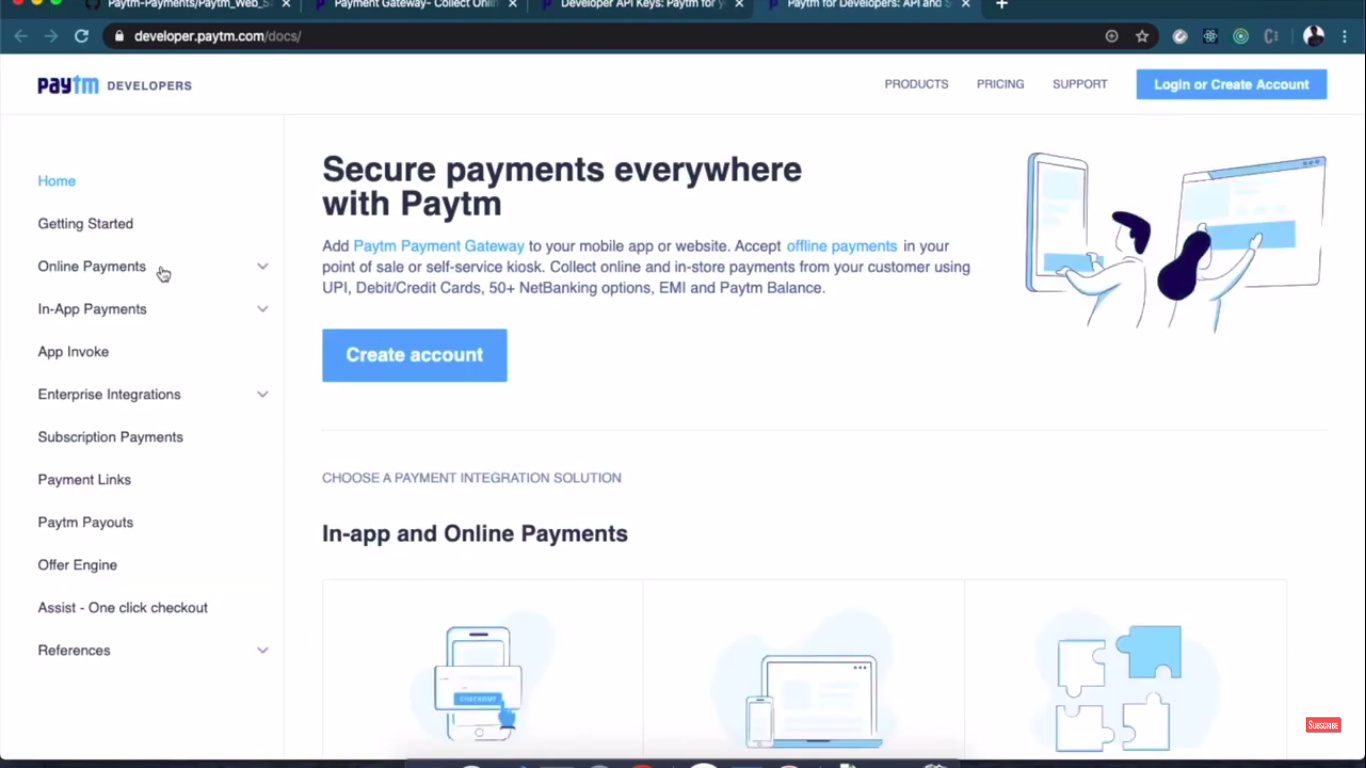 Paytm-Payments/Paytm_Web_S
Payment Gateway- Collect Onlin
Developer API Keys: Paytm for y
Paytm for Developers: API and S
developer.paytm.com/docs/
paytm DEVELOPERS
PRODUCTS
PRICING
SUPPORT
Login or Create Account
Home
Getting Started
Online Payments
In-App Payments
App Invoke
Enterprise Integrations
Subscription Payments
Payment Links
Paytm Payouts
Offer Engine
Assist - One click checkout
References
Secure payments everywhere
with Paytm
Add Paytm Payment Gateway to your mobile app or website. Accept offline payments in your
point of sale or self-service kiosk. Collect online and in-store payments from your customer using
UPI, Debit/Credit Cards, 50+ NetBanking options, EMI and Paytm Balance.
Create account
CHOOSE A PAYMENT INTEGRATION SOLUTION
In-app and Online Payments
CHECKOUT
SUBSCRIBE